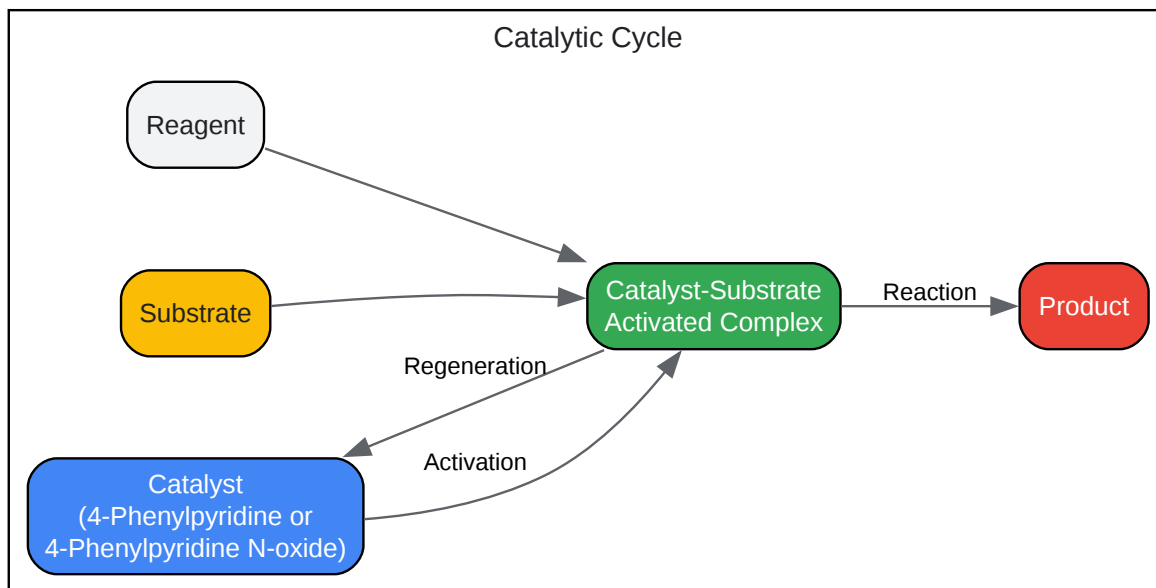 Catalytic Cycle
Reagent
Substrate
Catalyst-Substrate
Activated Complex
Reaction
Product
Regeneration
Activation
Catalyst
(4-Phenylpyridine or
4-Phenylpyridine N-oxide)